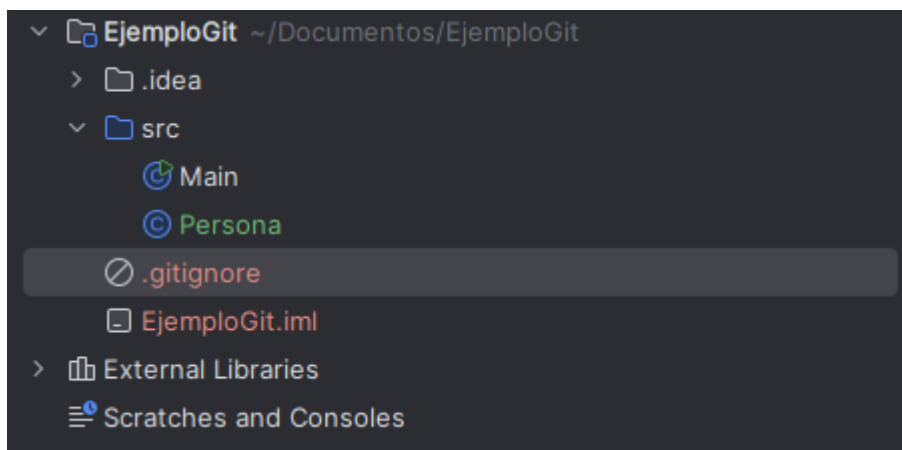 EjemploGit ~/Documentos/EjemploGit
.idea
src
Main
Persona
.gitignore
EjemploGit.iml
External Libraries
Scratches and Consoles